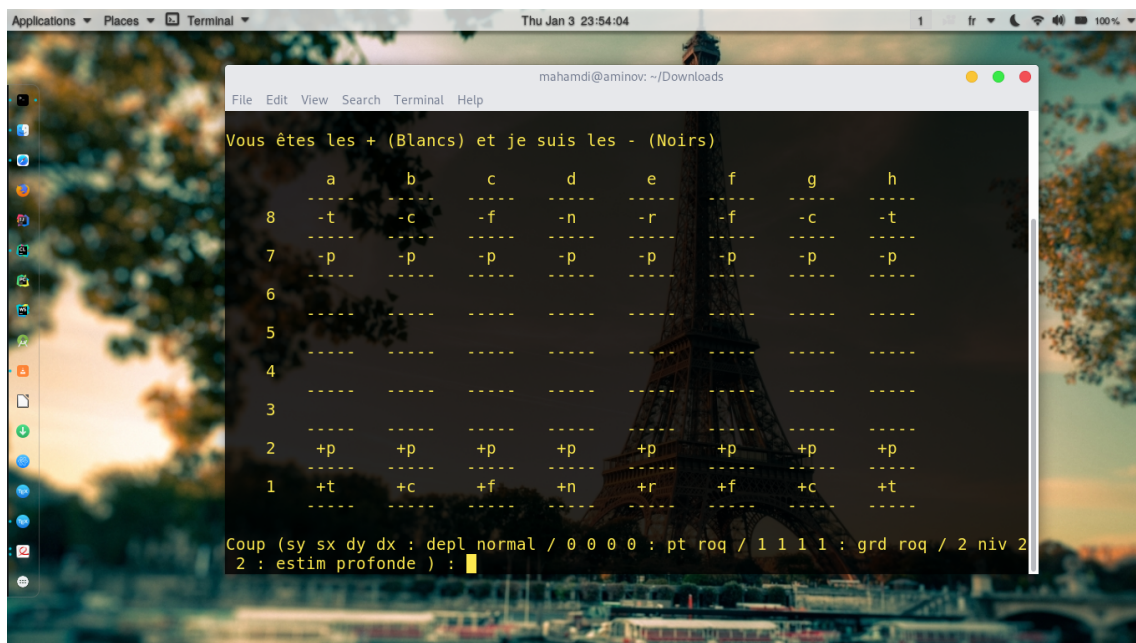 Applications Places Terminal Thu Jan 3 23:54:04 1 fr 100%
mahamdi@aminov: ~/Downloads
File Edit View Search Terminal Help
Vous êtes les + (Blancs) et je suis les - (Noirs)
a b c d e f g h
----- ----- ----- ----- ----- ----- ----- -----
8 -t -c -f -n -r -f -c -t
----- ----- ----- ----- ----- ----- ----- -----
7 -p -p -p -p -p -p -p -p
----- ----- ----- ----- ----- ----- ----- -----
6
----- ----- ----- ----- ----- ----- ----- -----
5
----- ----- ----- ----- ----- ----- ----- -----
4
----- ----- ----- ----- ----- ----- ----- -----
3
----- ----- ----- ----- ----- ----- ----- -----
2 +p +p +p +p +p +p +p +p
----- ----- ----- ----- ----- ----- ----- -----
1 +t +c +f +n +r +f +c +t
----- ----- ----- ----- ----- ----- ----- -----
Coup (sy sx dy dx : depl normal / 0 0 0 0 : pt roq / 1 1 1 1 : grd roq / 2 niv 2
2 : estim profonde ) :